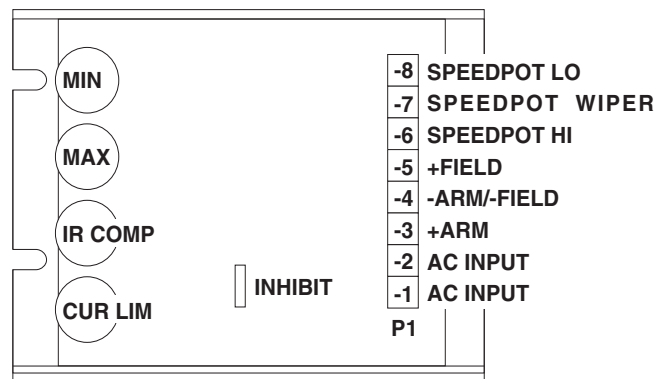 MIN
MAX
IR COMP
CUR LIM
INHIBIT
-8 SPEEDPOT LO
-7 SPEEDPOT WIPER
-6 SPEEDPOT HI
-5 +FIELD
-4 -ARM/-FIELD
-3 +ARM
-2 AC INPUT
-1 AC INPUT
P1